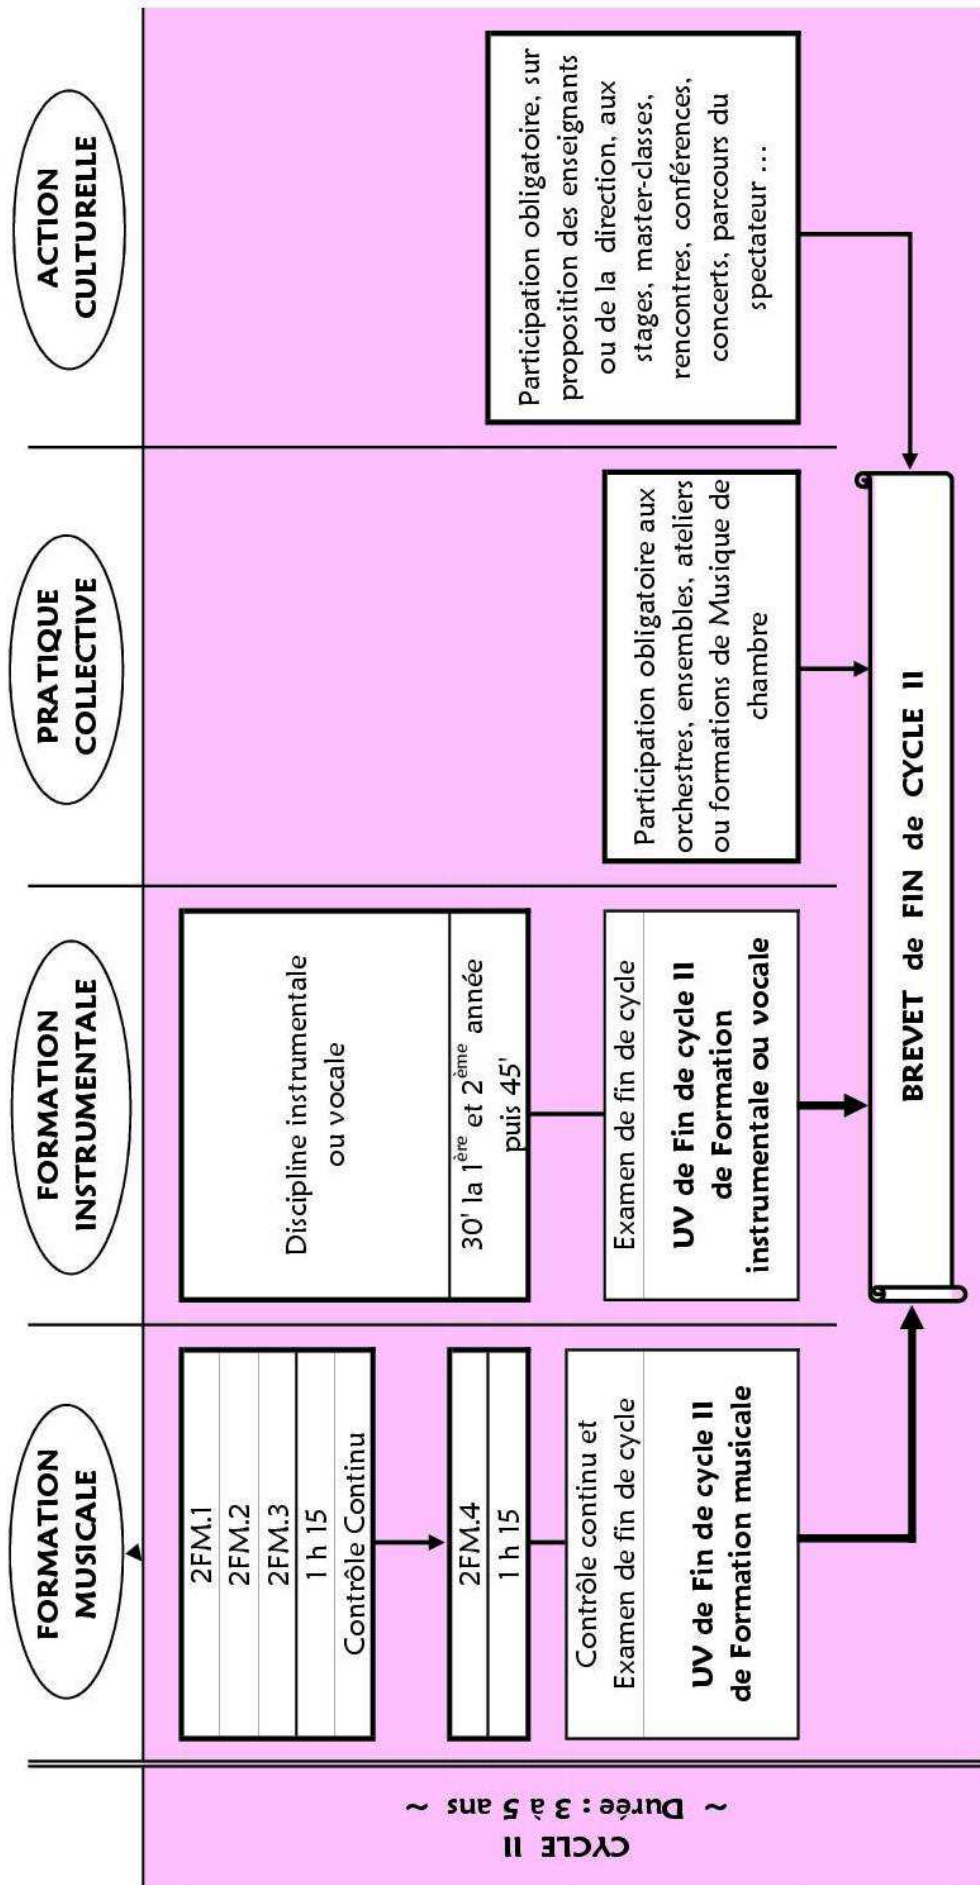 CYCLE II
~ Durée : 3 à 5 ans ~
FORMATION
MUSICALE
2FM.1
2FM.2
2FM.3
1 h 15
Contrôle Continu
2FM.4
1 h 15
Contrôle continu et
Examen de fin de cycle
UV de Fin de cycle II
de Formation musicale
FORMATION
INSTRUMENTALE
Discipline instrumentale
ou vocale
30' la 1ère et 2ème année
puis 45'
Examen de fin de cycle
UV de Fin de cycle II
de Formation
instrumentale ou vocale
PRATIQUE
COLLECTIVE
Participation obligatoire aux
orchestres, ensembles, ateliers
ou formations de Musique de
chambre
ACTION
CULTURELLE
Participation obligatoire, sur
proposition des enseignants
ou de la direction, aux
stages, master-classes,
rencontres, conférences,
concerts, parcours du
spectateur ...
BREVET de FIN de CYCLE II